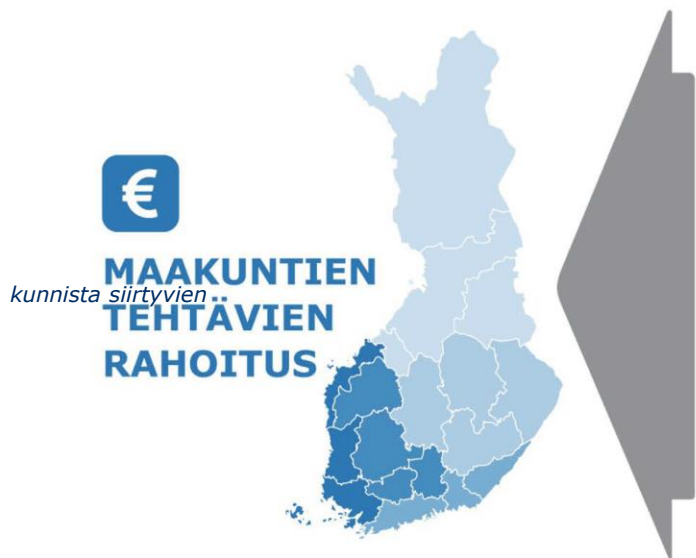 €
MAAKUNTIEN
kunnista siirtyvien
TEHTÄVIEN
RAHOITUS